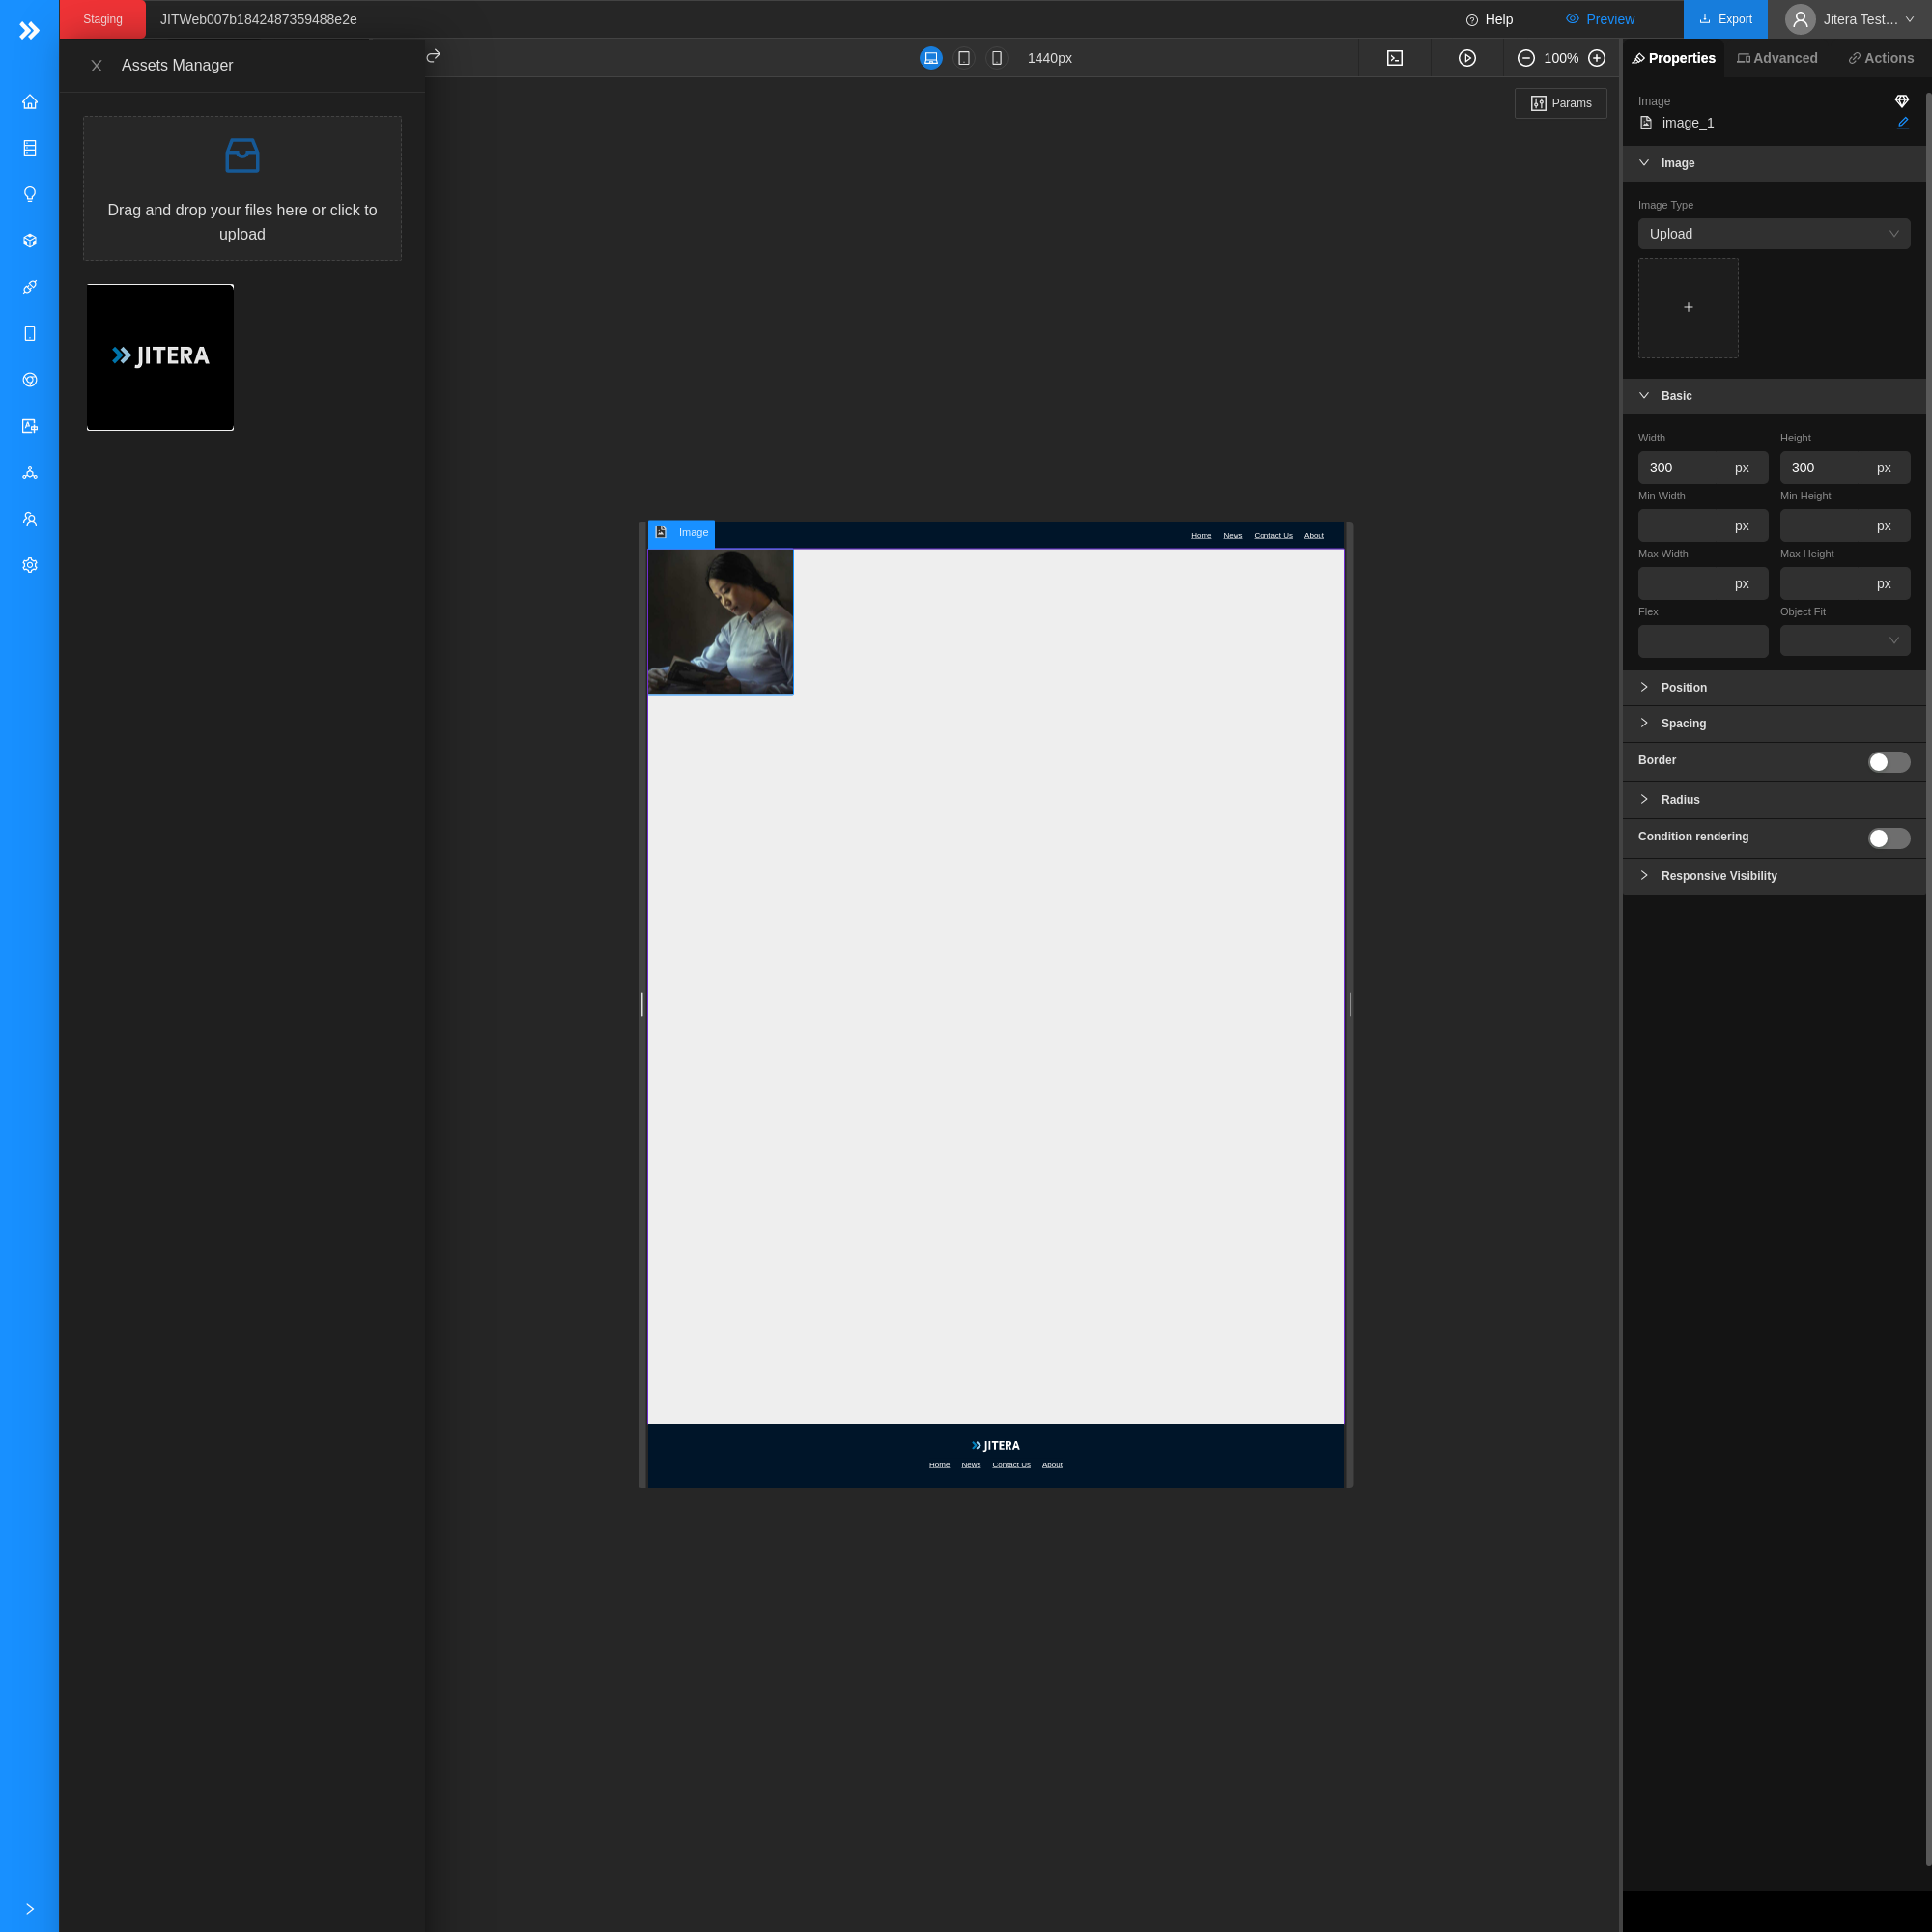 Staging
JITWeb007b1842487359488e2e
Help
Preview
Export
Jitera Test...
Assets Manager
1440px
100%
Properties
Advanced
Actions
Params
Image
image_1
Drag and drop your files here or click to
upload
Image
Image Type
Upload
JITERA
Basic
Width
Height
300
px
300
px
Min Width
Min Height
px
px
Max Width
Max Height
px
px
Flex
Object Fit
Image
Home
News
Contact Us
About
Position
Spacing
Border
Radius
Condition rendering
Responsive Visibility
JITERA
Home
News
Contact Us
About